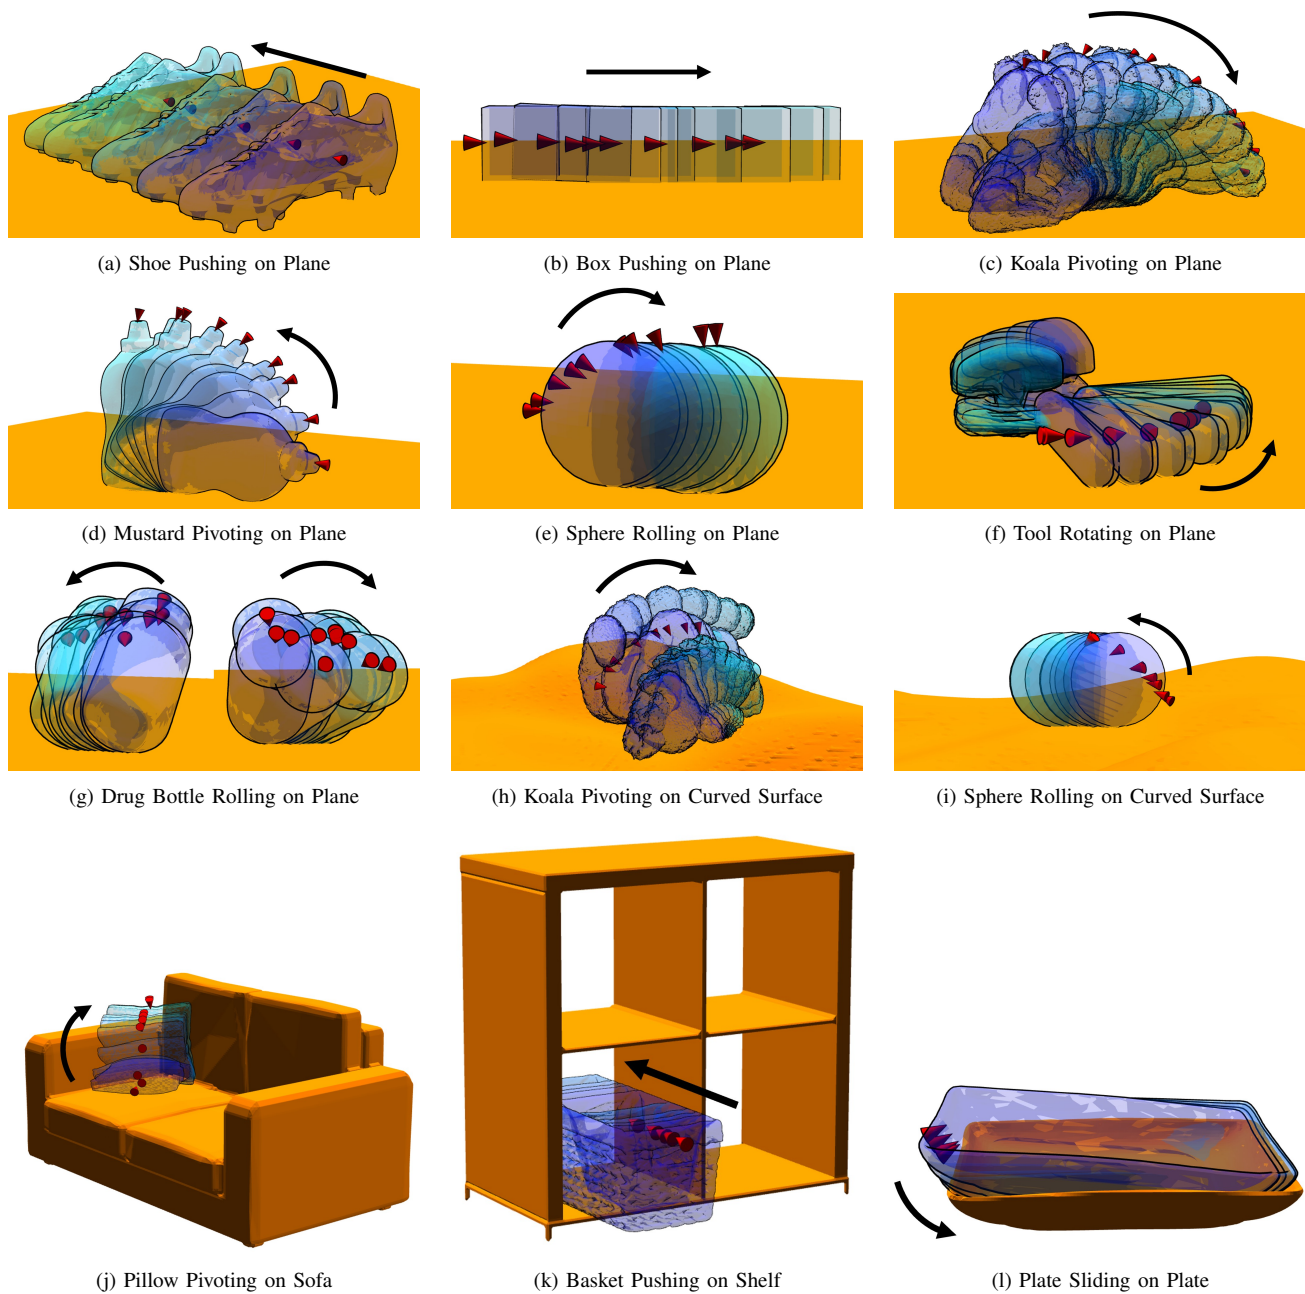 (a) Shoe Pushing on Plane
(b) Box Pushing on Plane
(c) Koala Pivoting on Plane
(d) Mustard Pivoting on Plane
(e) Sphere Rolling on Plane
(f) Tool Rotating on Plane
(g) Drug Bottle Rolling on Plane
(h) Koala Pivoting on Curved Surface
(i) Sphere Rolling on Curved Surface
(j) Pillow Pivoting on Sofa
(k) Basket Pushing on Shelf
(l) Plate Sliding on Plate